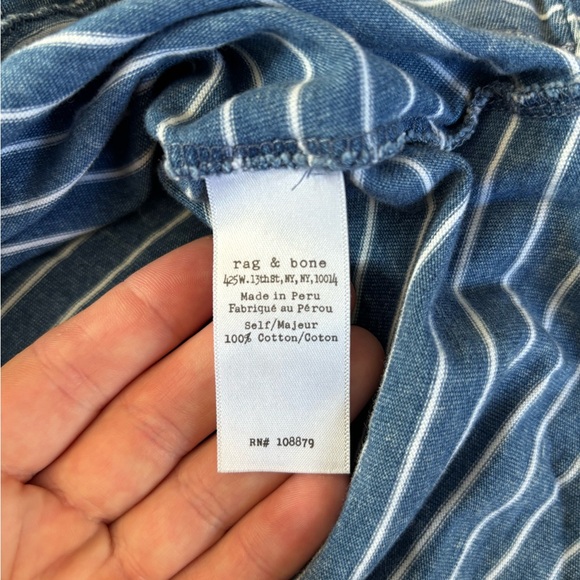 rag & bone
425W.13thSt,NY,NY,10014
Made in Peru
Fabriqué au Pérou
Self/Majeur
100% Cotton/Coton
RN# 108879